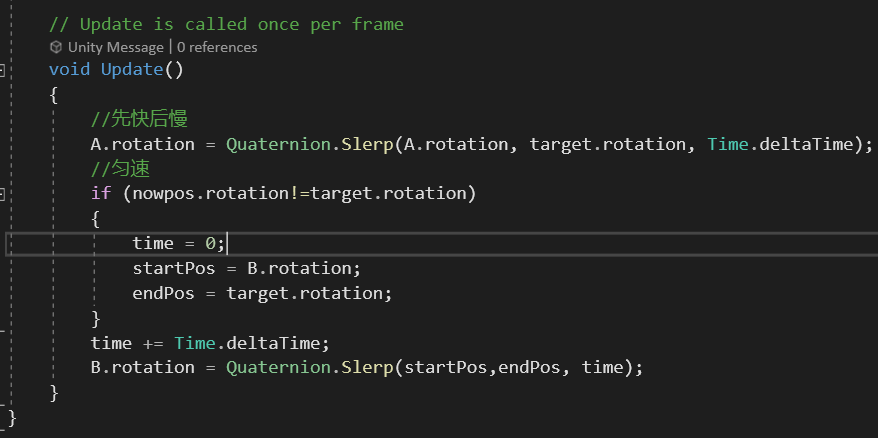 // Update is called once per frame
Unity Message | 0 references
void Update()
{
//先快后慢
A.rotation = Quaternion.Slerp(A.rotation, target.rotation, Time.deltaTime);
//匀速
if (nowpos.rotation!=target.rotation)
{
time = 0;
startPos = B.rotation;
endPos = target.rotation;
}
time += Time.deltaTime;
B.rotation = Quaternion.Slerp(startPos,endPos, time);
}
}